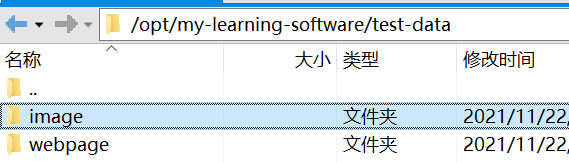 /opt/my-learning-software/test-data
名称 大小 类型 修改时间
..
image 文件夹 2021/11/22,
webpage 文件夹 2021/11/22,